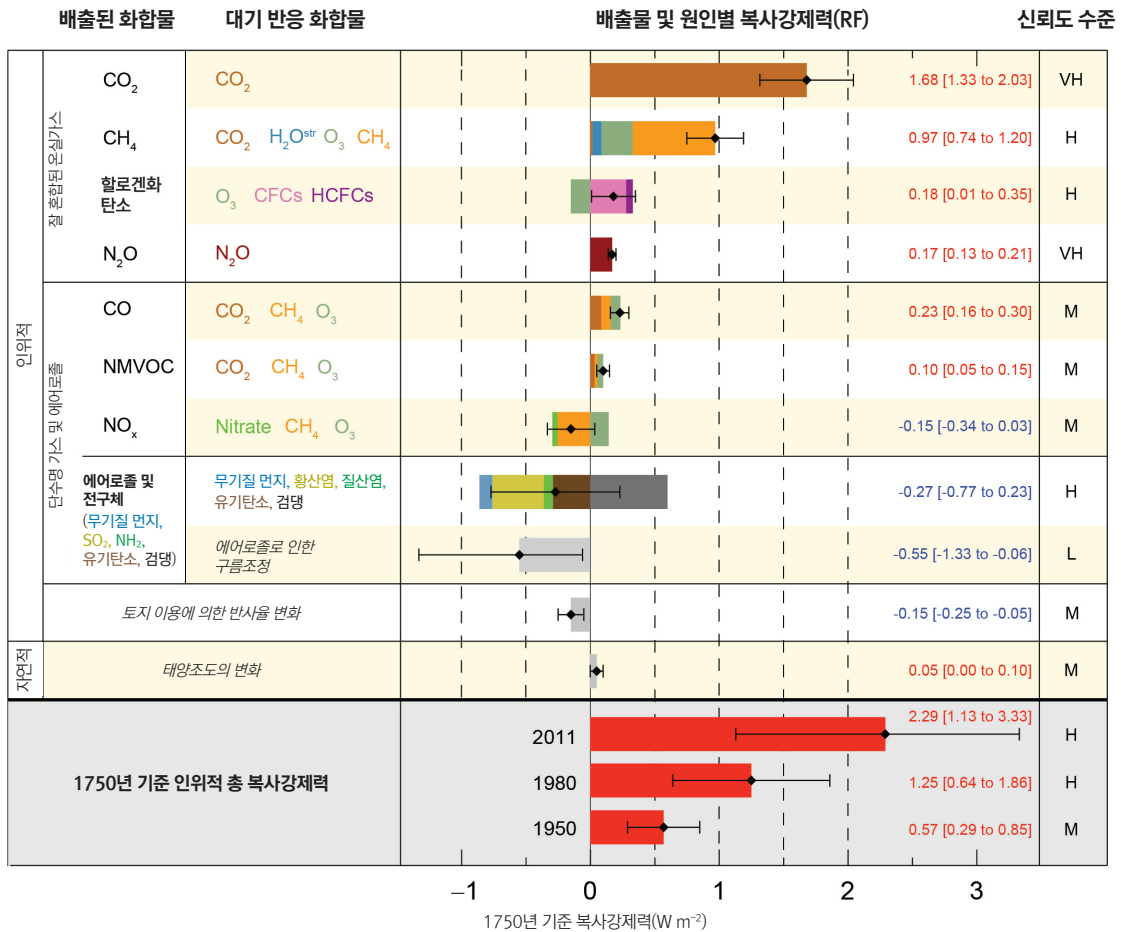 배출된 화합물 대기 반응 화합물 배출물 및 원인별 복사강제력(RF) 신뢰도 수준
인위적
잘 혼합된 온실가스
CO₂ CO₂ 1.68 [1.33 to 2.03] VH
CH₄ CO₂ H₂Oˢᵗʳ O₃ CH₄ 0.97 [0.74 to 1.20] H
할로겐화
탄소 O₃ CFCs HCFCs 0.18 [0.01 to 0.35] H
N₂O N₂O 0.17 [0.13 to 0.21] VH
단수명 가스 및 에어로졸
CO CO₂ CH₄ O₃ 0.23 [0.16 to 0.30] M
NMVOC CO₂ CH₄ O₃ 0.10 [0.05 to 0.15] M
NOₓ Nitrate CH₄ O₃ -0.15 [-0.34 to 0.03] M
에어로졸 및
전구체
(무기질 먼지,
SO₂, NH₂,
유기탄소, 검댕)
무기질 먼지, 황산염, 질산염,
유기탄소, 검댕
-0.27 [-0.77 to 0.23] H
에어로졸로 인한
구름조정
-0.55 [-1.33 to -0.06] L
토지 이용에 의한 반사율 변화 -0.15 [-0.25 to -0.05] M
자연적
태양조도의 변화 0.05 [0.00 to 0.10] M
1750년 기준 인위적 총 복사강제력
2011 2.29 [1.13 to 3.33] H
1980 1.25 [0.64 to 1.86] H
1950 0.57 [0.29 to 0.85] M
−1 0 1 2 3
1750년 기준 복사강제력(W m⁻²)